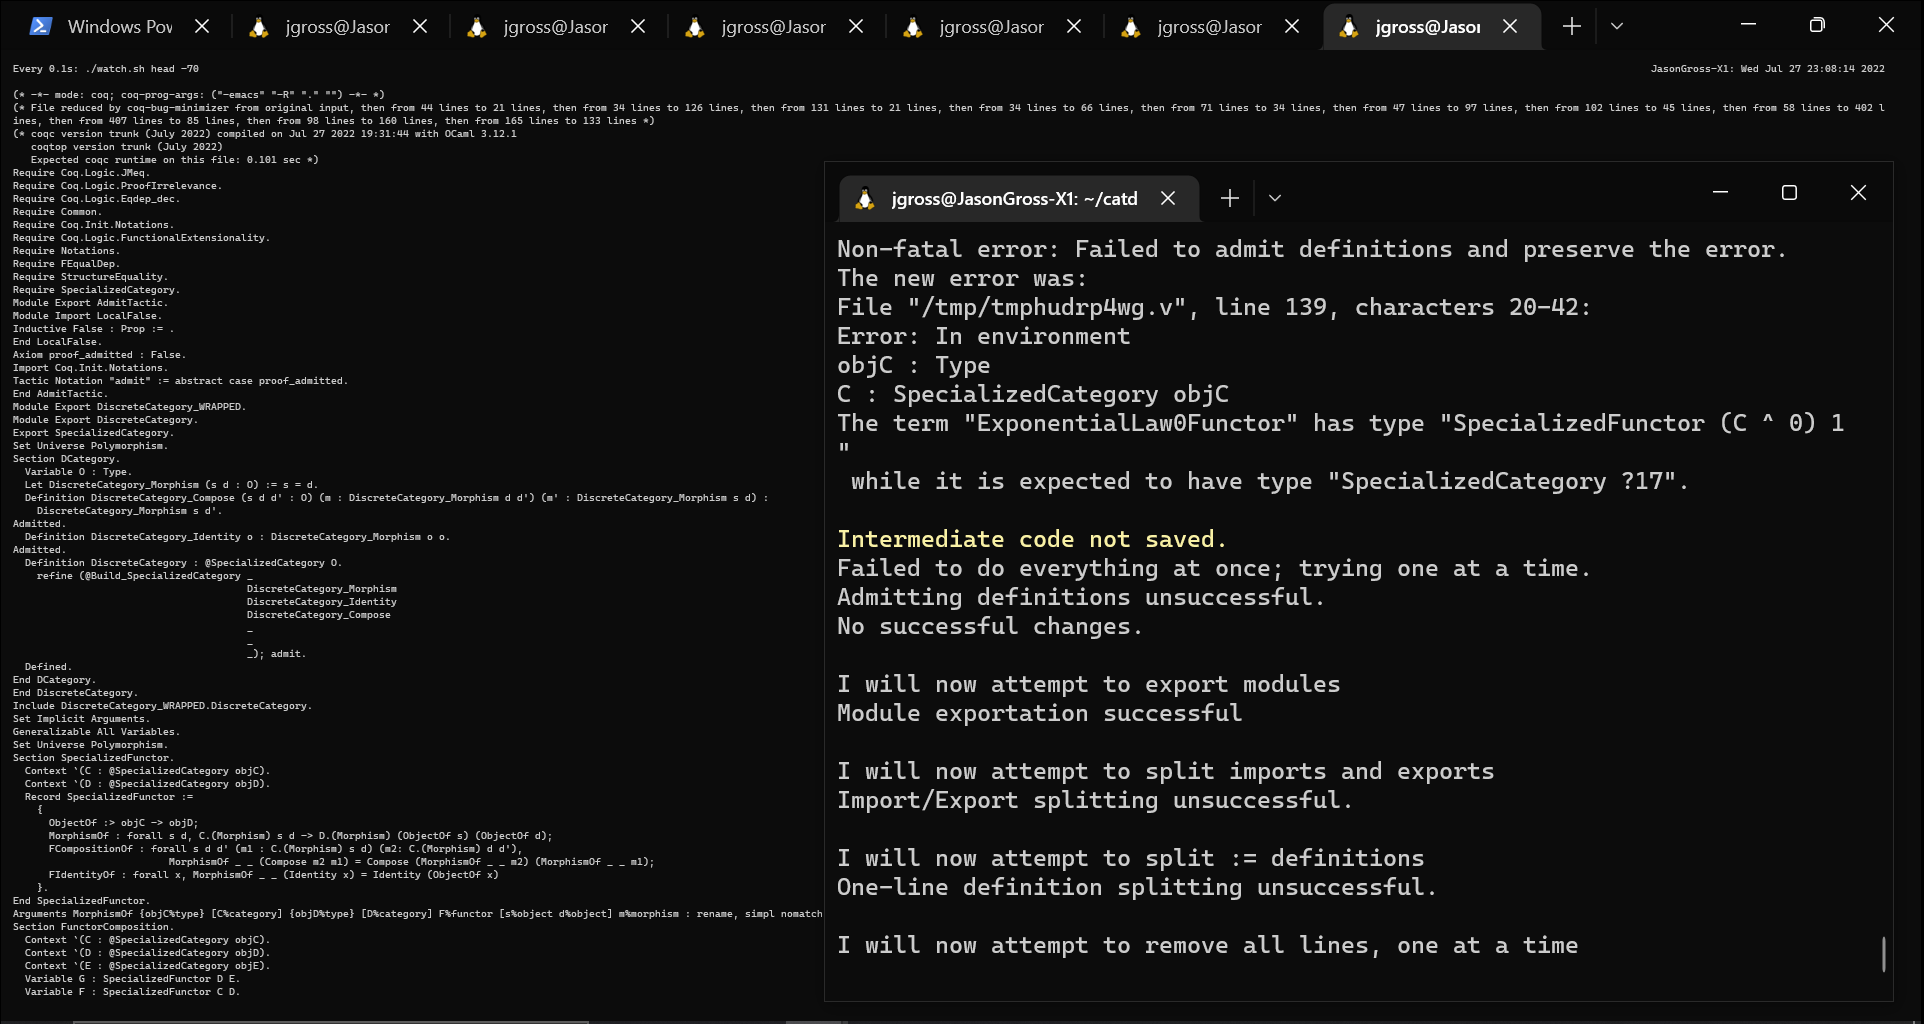 Windows Pov
jgross@Jasor
jgross@Jasor
jgross@Jasor
jgross@Jasor
jgross@Jasor
jgross@Jasor
Every 0.1s: ./watch.sh head -70
JasonGross-X1: Wed Jul 27 23:08:14 2022
(* -*- mode: coq; coq-prog-args: ("-emacs" "-R" "." "") -*- *)
(* File reduced by coq-bug-minimizer from original input, then from 44 lines to 21 lines, then from 34 lines to 126 lines, then from 131 lines to 21 lines, then from 34 lines to 66 lines, then from 71 lines to 34 lines, then from 47 lines to 97 lines, then from 102 lines to 45 lines, then from 58 lines to 402 l
ines, then from 407 lines to 85 lines, then from 98 lines to 160 lines, then from 165 lines to 133 lines *)
(* coqc version trunk (July 2022) compiled on Jul 27 2022 19:31:44 with OCaml 3.12.1
coqtop version trunk (July 2022)
Expected coqc runtime on this file: 0.101 sec *)
Require Coq.Logic.JMeq.
Require Coq.Logic.ProofIrrelevance.
Require Coq.Logic.Eqdep_dec.
Require Common.
Require Coq.Init.Notations.
Require Coq.Logic.FunctionalExtensionality.
Require Notations.
Require FEqualDep.
Require StructureEquality.
Require SpecializedCategory.
Module Export AdmitTactic.
Module Import LocalFalse.
Inductive False : Prop := .
End LocalFalse.
Axiom proof_admitted : False.
Import Coq.Init.Notations.
Tactic Notation "admit" := abstract case proof_admitted.
End AdmitTactic.
Module Export DiscreteCategory_WRAPPED.
Module Export DiscreteCategory.
Export SpecializedCategory.
Set Universe Polymorphism.
Section DCategory.
Variable O : Type.
Let DiscreteCategory_Morphism (s d : O) := s = d.
Definition DiscreteCategory_Compose (s d d' : O) (m : DiscreteCategory_Morphism d d') (m' : DiscreteCategory_Morphism s d) :
DiscreteCategory_Morphism s d'.
Admitted.
Definition DiscreteCategory_Identity o : DiscreteCategory_Morphism o o.
Admitted.
Definition DiscreteCategory : @SpecializedCategory O.
refine (@Build_SpecializedCategory _
DiscreteCategory_Morphism
DiscreteCategory_Identity
DiscreteCategory_Compose
_
_
_); admit.
Defined.
End DCategory.
End DiscreteCategory.
Include DiscreteCategory_WRAPPED.DiscreteCategory.
Set Implicit Arguments.
Generalizable All Variables.
Set Universe Polymorphism.
Section SpecializedFunctor.
Context `(C : @SpecializedCategory objC).
Context `(D : @SpecializedCategory objD).
Record SpecializedFunctor :=
{
ObjectOf :> objC -> objD;
MorphismOf : forall s d, C.(Morphism) s d -> D.(Morphism) (ObjectOf s) (ObjectOf d);
FCompositionOf : forall s d d' (m1 : C.(Morphism) s d) (m2: C.(Morphism) d d'),
MorphismOf _ _ (Compose m2 m1) = Compose (MorphismOf _ _ m2) (MorphismOf _ _ m1);
FIdentityOf : forall x, MorphismOf _ _ (Identity x) = Identity (ObjectOf x)
}.
End SpecializedFunctor.
Arguments MorphismOf {objC%type} [C%category] {objD%type} [D%category] F%functor [s%object d%object] m%morphism : rename, simpl nomatch
Section FunctorComposition.
Context `(C : @SpecializedCategory objC).
Context `(D : @SpecializedCategory objD).
Context `(E : @SpecializedCategory objE).
Variable G : SpecializedFunctor D E.
Variable F : SpecializedFunctor C D.
jgross@JasonGross-X1: ~/catd
Non-fatal error: Failed to admit definitions and preserve the error.
The new error was:
File "/tmp/tmphudrp4wg.v", line 139, characters 20-42:
Error: In environment
objC : Type
C : SpecializedCategory objC
The term "ExponentialLaw0Functor" has type "SpecializedFunctor (C ^ 0) 1
"
while it is expected to have type "SpecializedCategory ?17".
Intermediate code not saved.
Failed to do everything at once; trying one at a time.
Admitting definitions unsuccessful.
No successful changes.
I will now attempt to export modules
Module exportation successful
I will now attempt to split imports and exports
Import/Export splitting unsuccessful.
I will now attempt to split := definitions
One-line definition splitting unsuccessful.
I will now attempt to remove all lines, one at a time